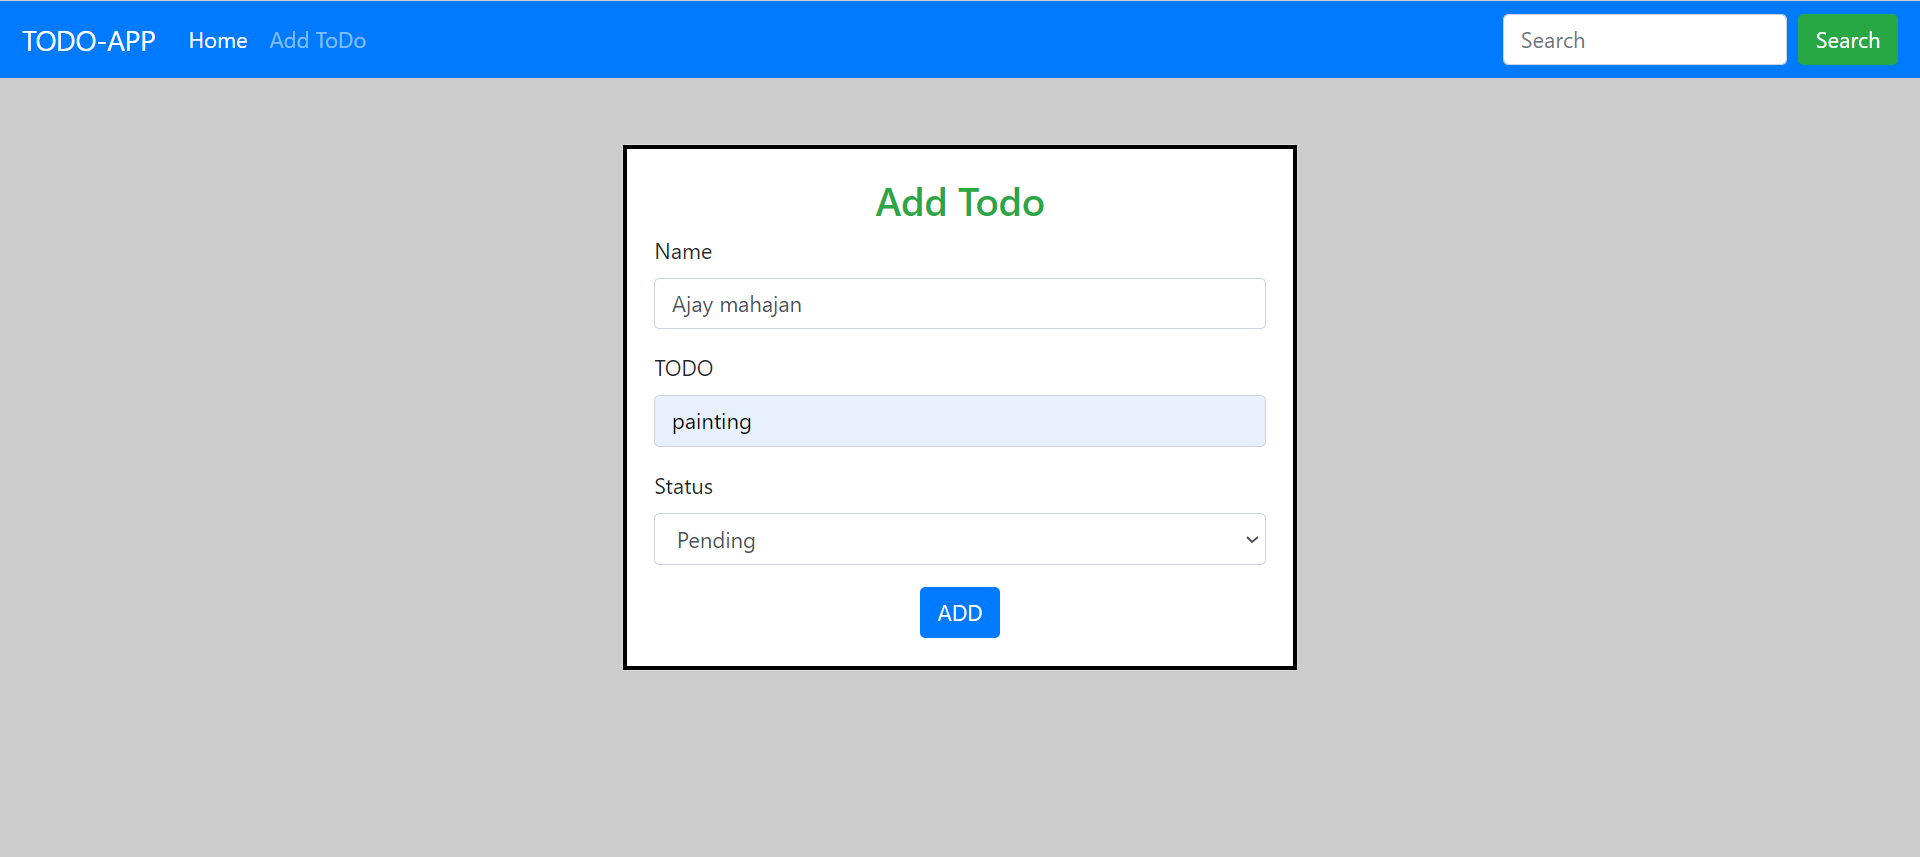 TODO-APP Home Add ToDo Search Search
Add Todo
Name
Ajay mahajan
TODO
painting
Status
Pending
ADD